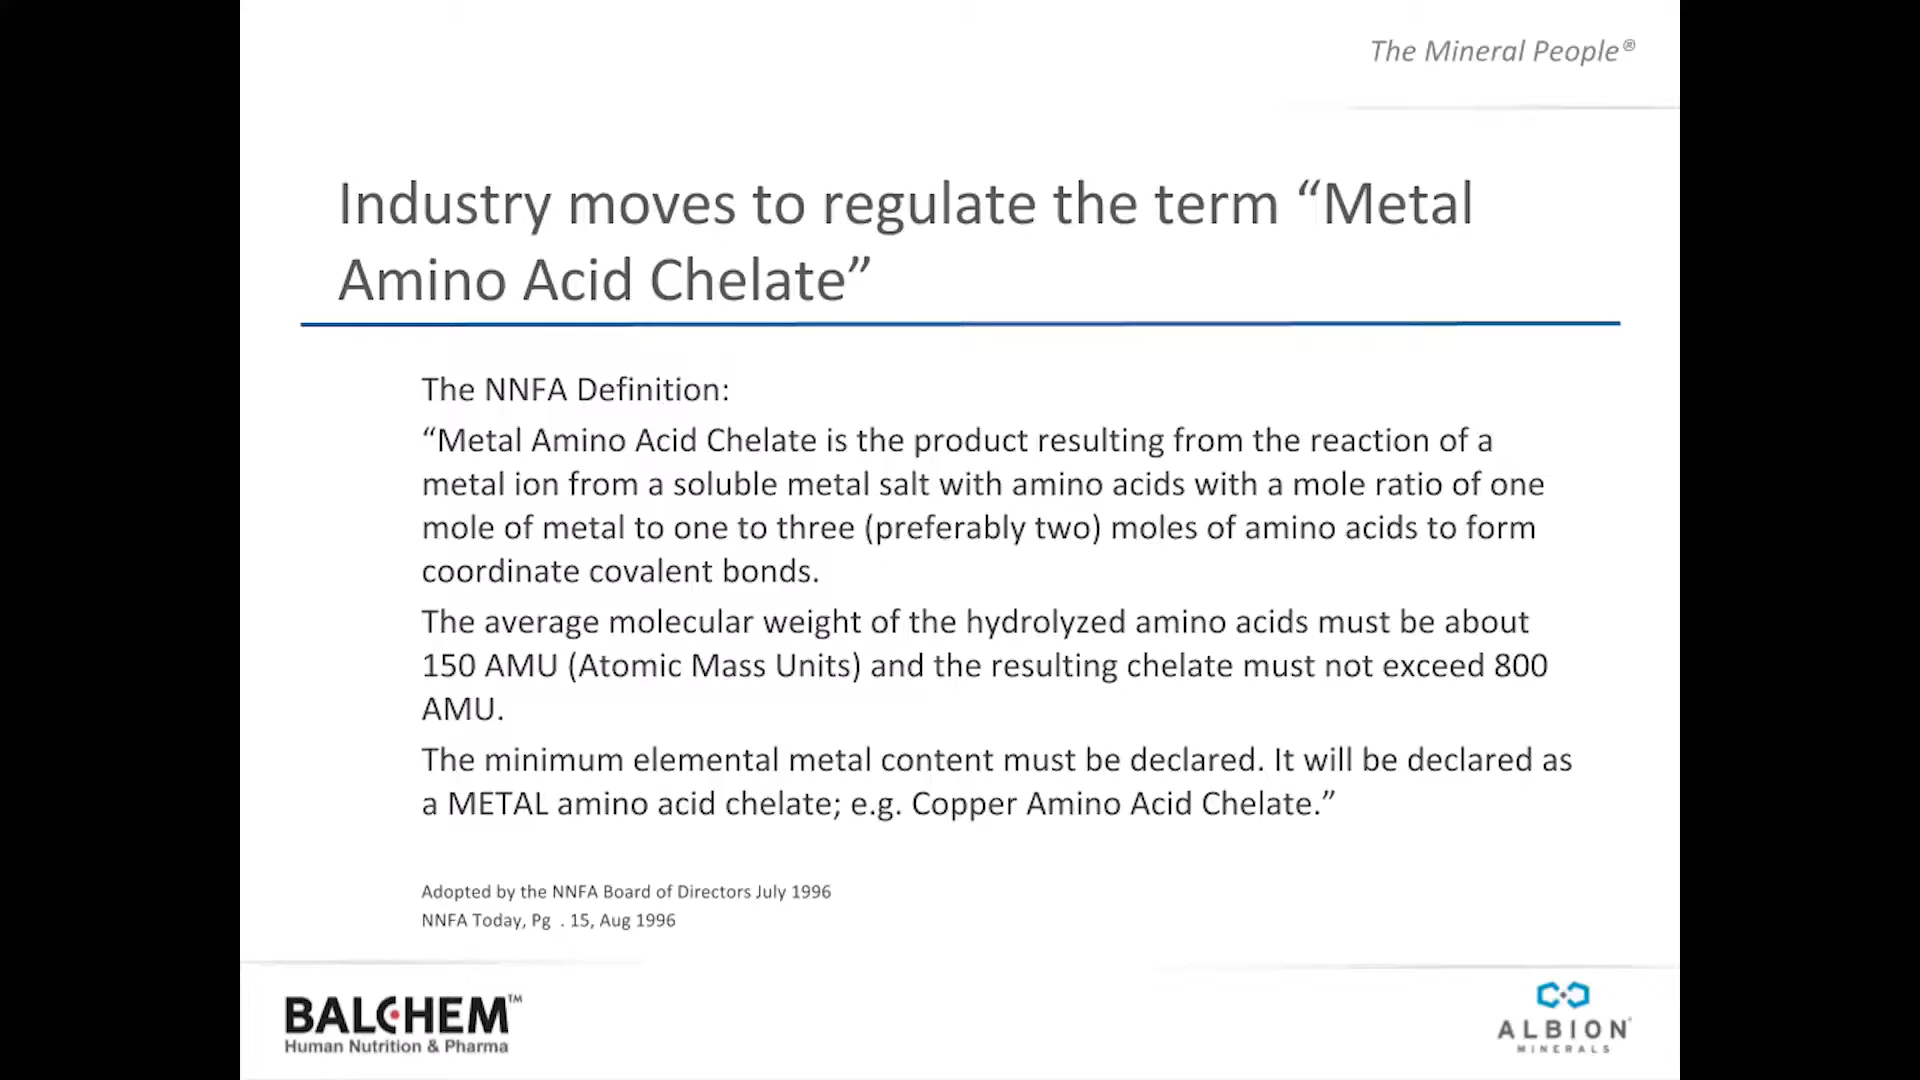 The Mineral People®
Industry moves to regulate the term “Metal
Amino Acid Chelate”
The NNFA Definition:
“Metal Amino Acid Chelate is the product resulting from the reaction of a
metal ion from a soluble metal salt with amino acids with a mole ratio of one
mole of metal to one to three (preferably two) moles of amino acids to form
coordinate covalent bonds.
The average molecular weight of the hydrolyzed amino acids must be about
150 AMU (Atomic Mass Units) and the resulting chelate must not exceed 800
AMU.
The minimum elemental metal content must be declared. It will be declared as
a METAL amino acid chelate; e.g. Copper Amino Acid Chelate.”
Adopted by the NNFA Board of Directors July 1996
NNFA Today, Pg . 15, Aug 1996
BALCHEM™
Human Nutrition & Pharma
ALBION
MINERALS